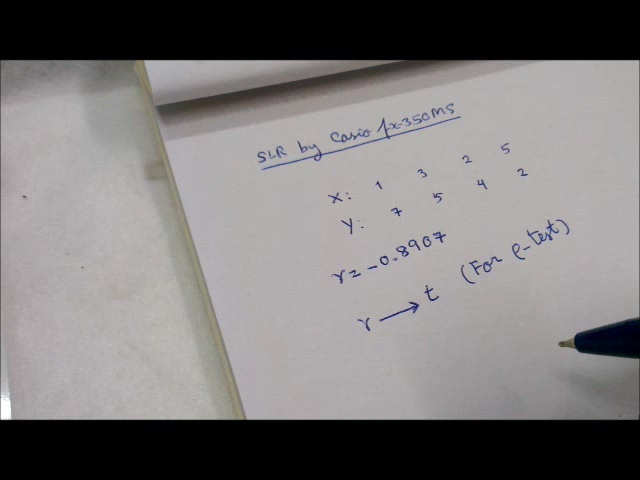 SLR by Casio fx-350MS
X: 1 3 2 5
Y: 7 5 4 2
r = -0.8907
r → t (For ρ-test)